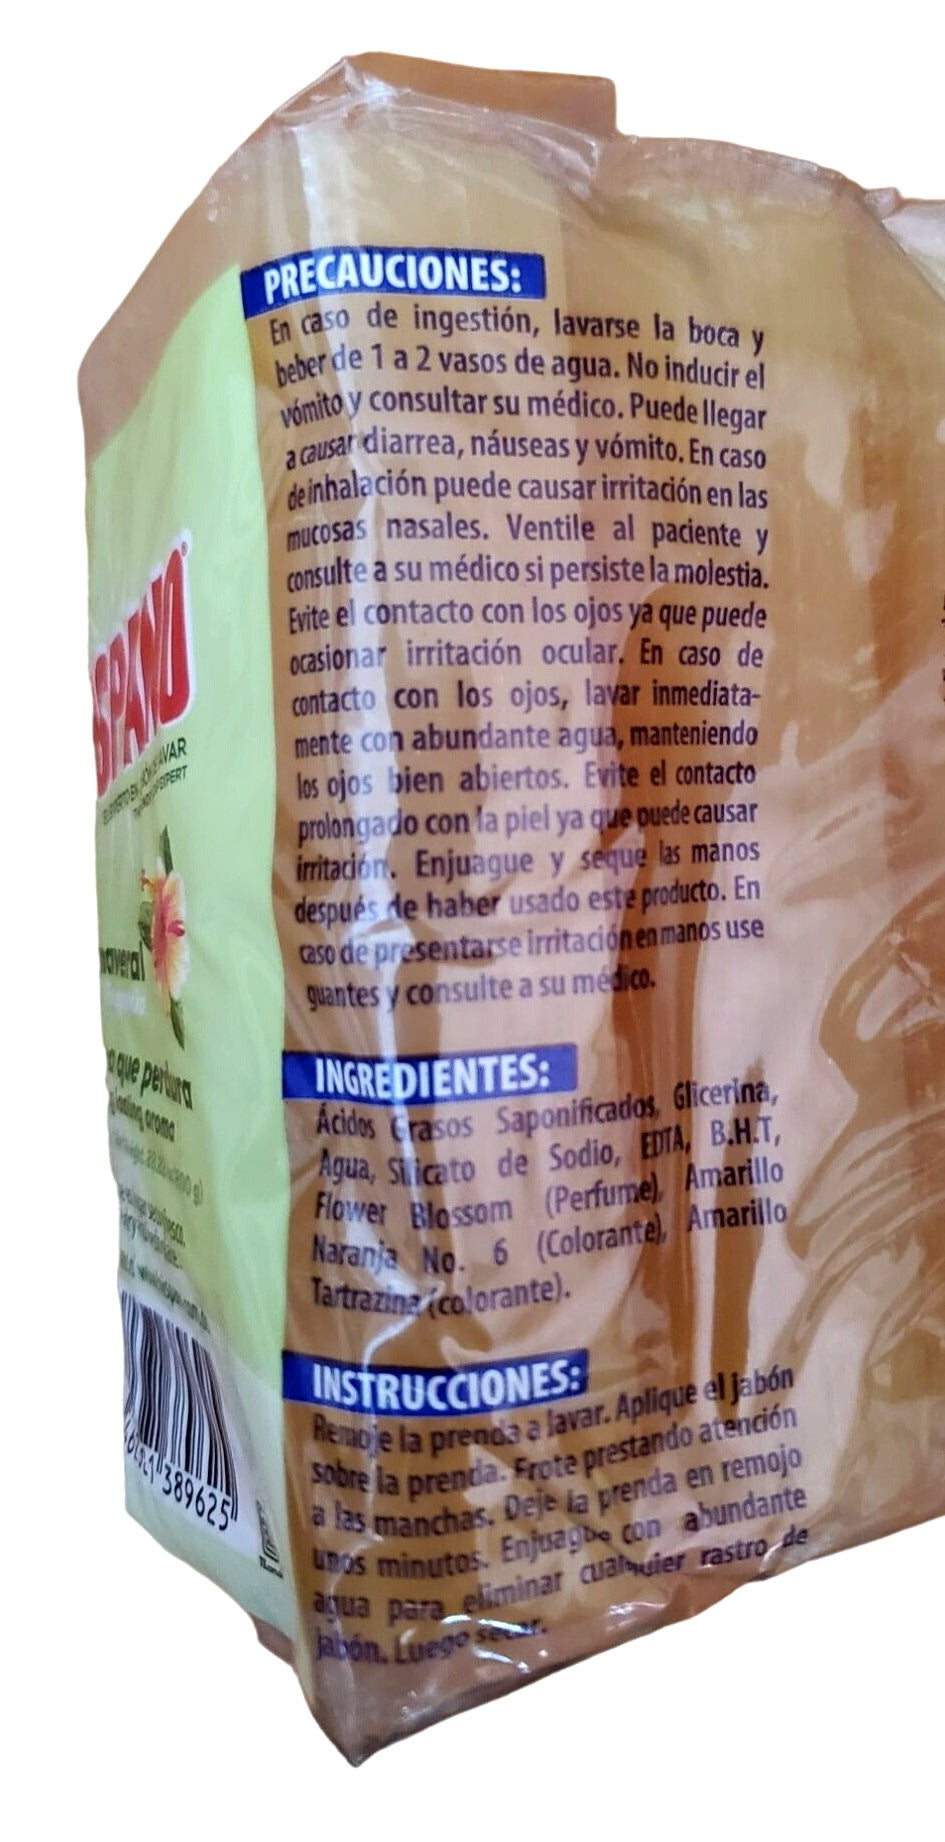 PRECAUCIONES:
En caso de ingestión, lavarse la boca y
beber de 1 a 2 vasos de agua. No inducir el
vómito y consultar su médico. Puede llegar
a causar diarrea, náuseas y vómito. En caso
de inhalación puede causar irritación en las
mucosas nasales. Ventile al paciente y
consulte a su médico si persiste la molestia.
Evite el contacto con los ojos ya que puede
ocasionar irritación ocular. En caso de
contacto con los ojos, lavar inmediata-
mente con abundante agua, manteniendo
los ojos bien abiertos. Evite el contacto
prolongado con la piel ya que puede causar
irritación. Enjuague y seque las manos
después de haber usado este producto. En
caso de presentarse irritación en manos use
guantes y consulte a su médico.
INGREDIENTES:
Ácidos Grasos Saponificados, Glicerina,
Agua, Silicato de Sodio, EDTA, B.H.T,
Flower Blossom (Perfume), Amarillo
Naranja No. 6 (Colorante), Amarillo
Tartrazina (colorante).
INSTRUCCIONES:
Remoje la prenda a lavar. Aplique el jabón
sobre la prenda. Frote prestando atención
a las manchas. Deje la prenda en remojo
unos minutos. Enjuague con abundante
agua para eliminar cualquier rastro de
jabón. Luego secar.
SPANO
que perdura
aroma
389625